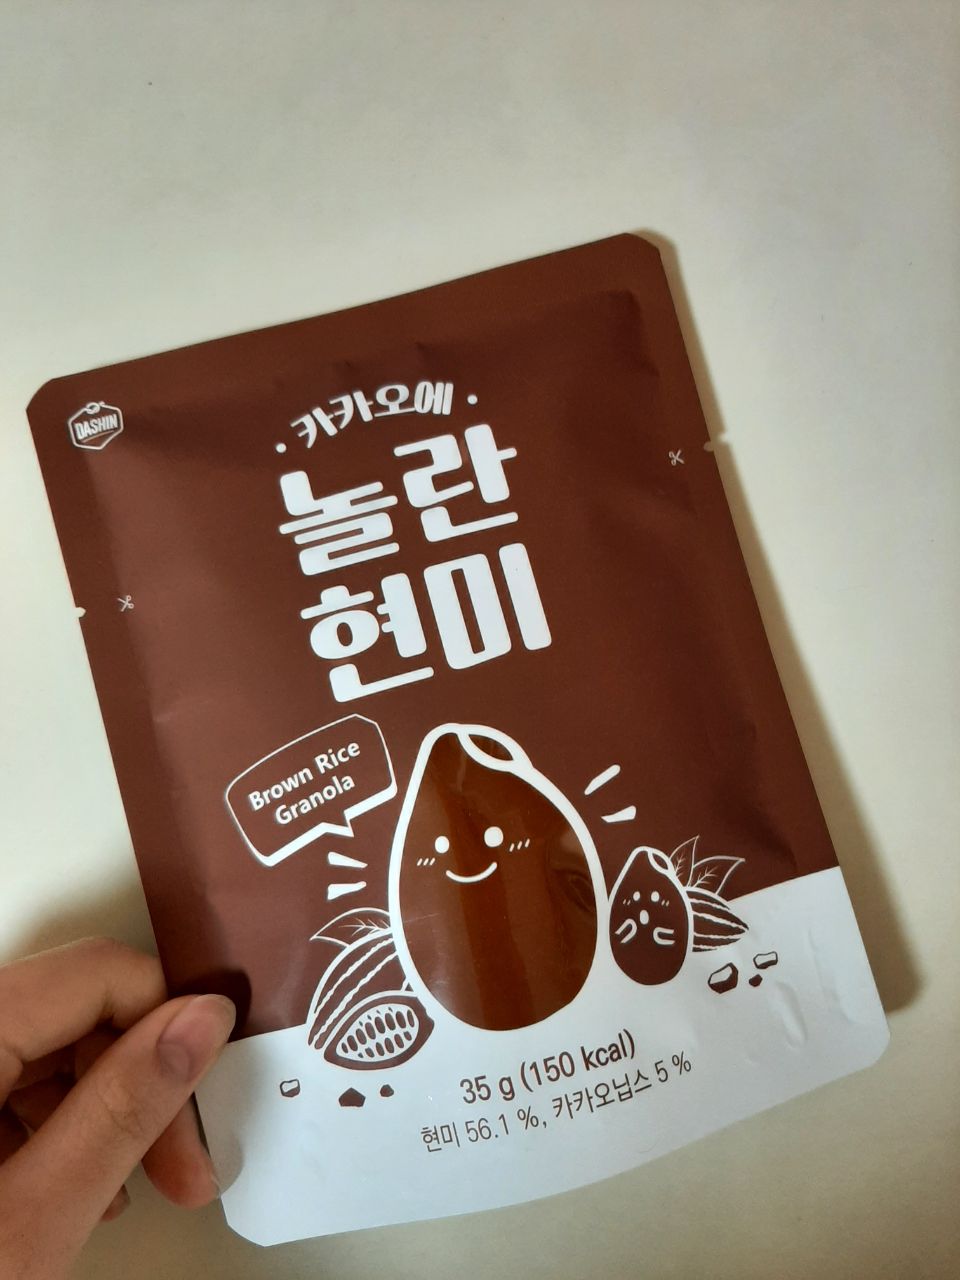 DASHIN
카카오에
놀란
현미
Brown Rice
Granola
35 g (150 kcal)
현미 56.1 %, 카카오닙스 5 %